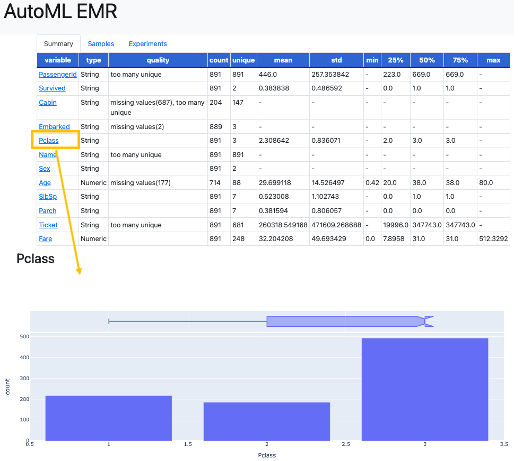 AutoML EMR
Summary Samples Experiments
variable type quality count unique mean std min 25% 50% 75% max
PassengerId String too many unique 891 891 446.0 257.353842 - 223.0 669.0 669.0 -
Survived String 891 2 0.383838 0.486592 - 0.0 1.0 1.0 -
Cabin String missing values(687), too many unique 204 147 - - - - - - -
Embarked String missing values(2) 889 3 - - - - - - -
Pclass String 891 3 2.308642 0.836071 - 2.0 3.0 3.0 -
Name String too many unique 891 891 - - - - - - -
Sex String 891 2 - - - - - - -
Age Numeric missing values(177) 714 88 29.699118 14.526497 0.42 20.0 38.0 38.0 80.0
SibSp String 891 7 0.523008 1.102743 - 0.0 1.0 1.0 -
Parch String 891 7 0.381594 0.806057 - 0.0 0.0 0.0 -
Ticket String too many unique 891 681 260318.549168 471609.268688 - 19996.0 347743.0 347743.0 -
Fare Numeric 891 248 32.204208 49.693429 0.0 7.8958 31.0 31.0 512.3292
Pclass
500
400
300
200
100
0
count
0.5 1 1.5 2 2.5 3 3.5
Pclass